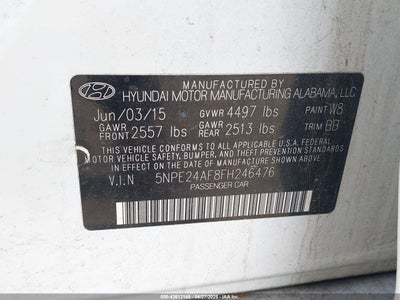 MANUFACTURED BY
HYUNDAI MOTOR MANUFACTURING ALABAMA, LLC
Jun/03/15 GVWR 4497 lbs PAINT W8
GAWR FRONT 2557 lbs GAWR REAR 2513 lbs TRIM BB
THIS VEHICLE CONFORMS TO ALL APPLICABLE U.S.A. FEDERAL
MOTOR VEHICLE SAFETY, BUMPER, AND THEFT PREVENTION STANDARDS
IN EFFECT ON THE DATE OF MANUFACTURE SHOWN ABOVE.
V.I.N 5NPE24AF8FH246476
PASSENGER CAR